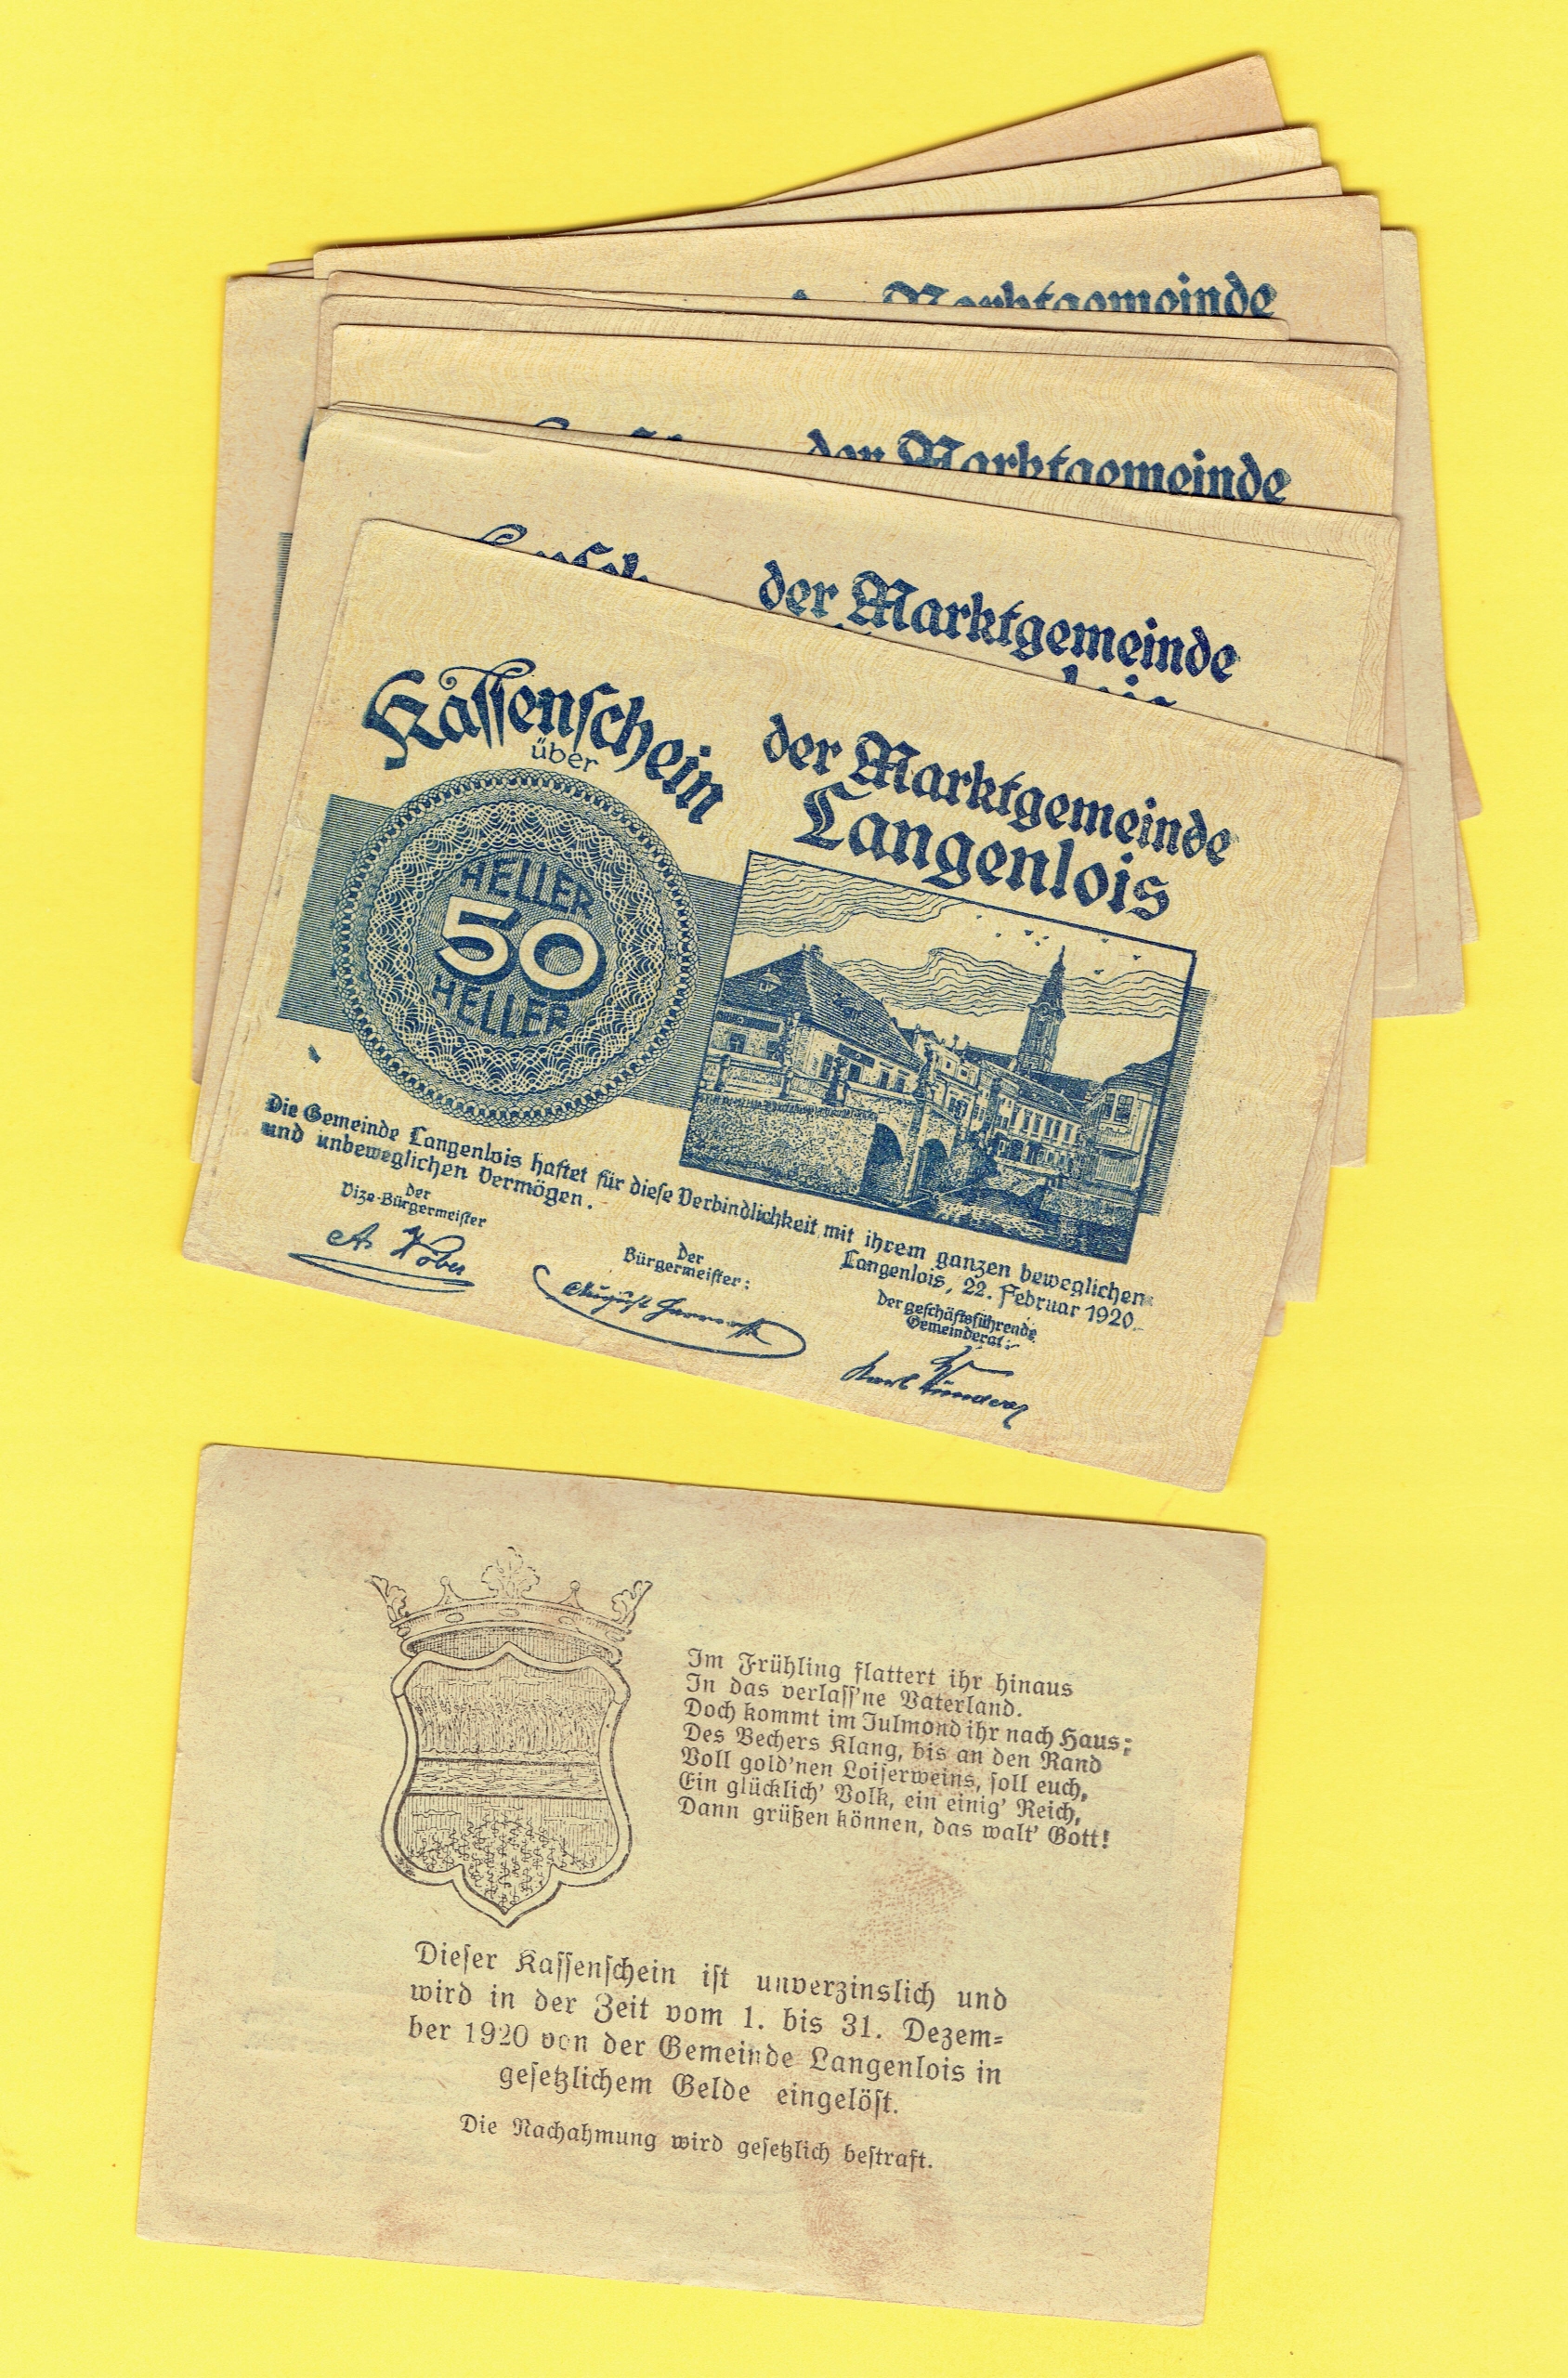 Marktgemeinde
der Marktgemeinde
der Marktgemeinde
Kassenschein
über
der Marktgemeinde
Langenlois
HELLER
50
HELLER
Die Gemeinde Langenlois haftet für diese Verbindlichkeit mit ihrem ganzen beweglichen
und unbeweglichen Vermögen.
Langenlois, 22. Februar 1920.
der
Vize-Bürgermeister
der
Bürgermeister:
Der geschäftsführende
Gemeinderat:
A. Wober
August
Karl
Im Frühling flattert ihr hinaus
In das verlass'ne Vaterland.
Doch kommt im Julmond ihr nach Haus:
Des Bechers Klang, bis an den Rand
Voll gold'nen Loiserweins, soll euch,
Ein glücklich' Volk, ein einig' Reich,
Dann grüßen können, das walt' Gott!
Dieser Kassenschein ist unverzinslich und
wird in der Zeit vom 1. bis 31. Dezem-
ber 1920 von der Gemeinde Langenlois in
gesetzlichem Gelde eingelöst.
Die Nachahmung wird gesetzlich bestraft.